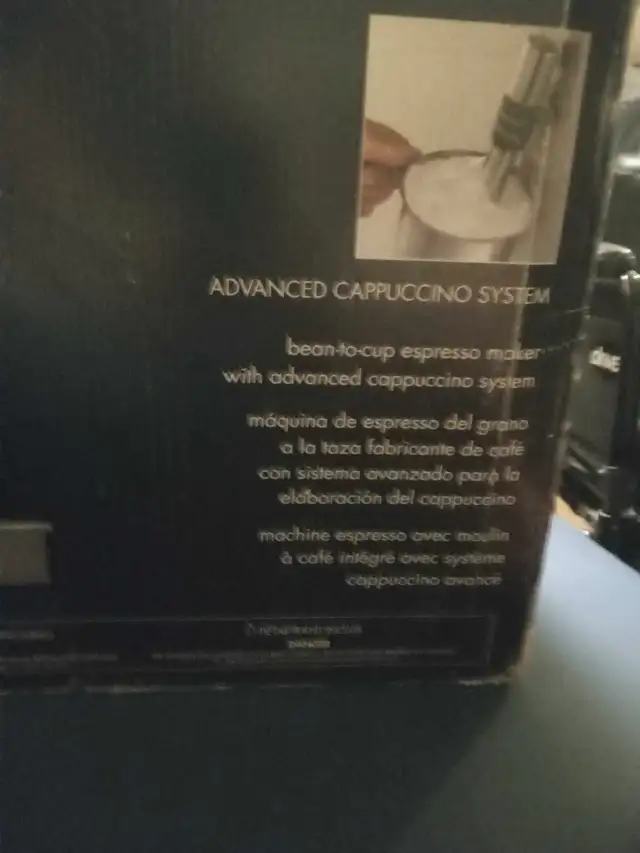 ADVANCED CAPPUCCINO SYSTEM
bean-to-cup espresso maker
with advanced cappuccino system
máquina de espresso del grano
a la taza fabricante de café
con sistema avanzado para la
elaboración del cappuccino
machine espresso avec moulin
à café intégré avec système
cappuccino avancé